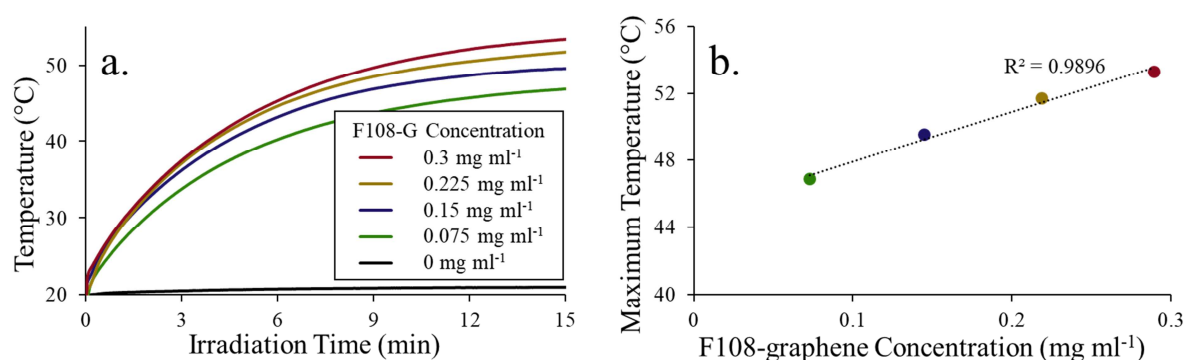 a.
Temperature (°C)
50
40
30
20
0
3
6
9
12
15
Irradiation Time (min)
F108-G Concentration
0.3 mg ml⁻¹
0.225 mg ml⁻¹
0.15 mg ml⁻¹
0.075 mg ml⁻¹
0 mg ml⁻¹
b.
Maximum Temperature (°C)
56
52
48
44
40
R² = 0.9896
0
0.1
0.2
0.3
F108-graphene Concentration (mg ml⁻¹)